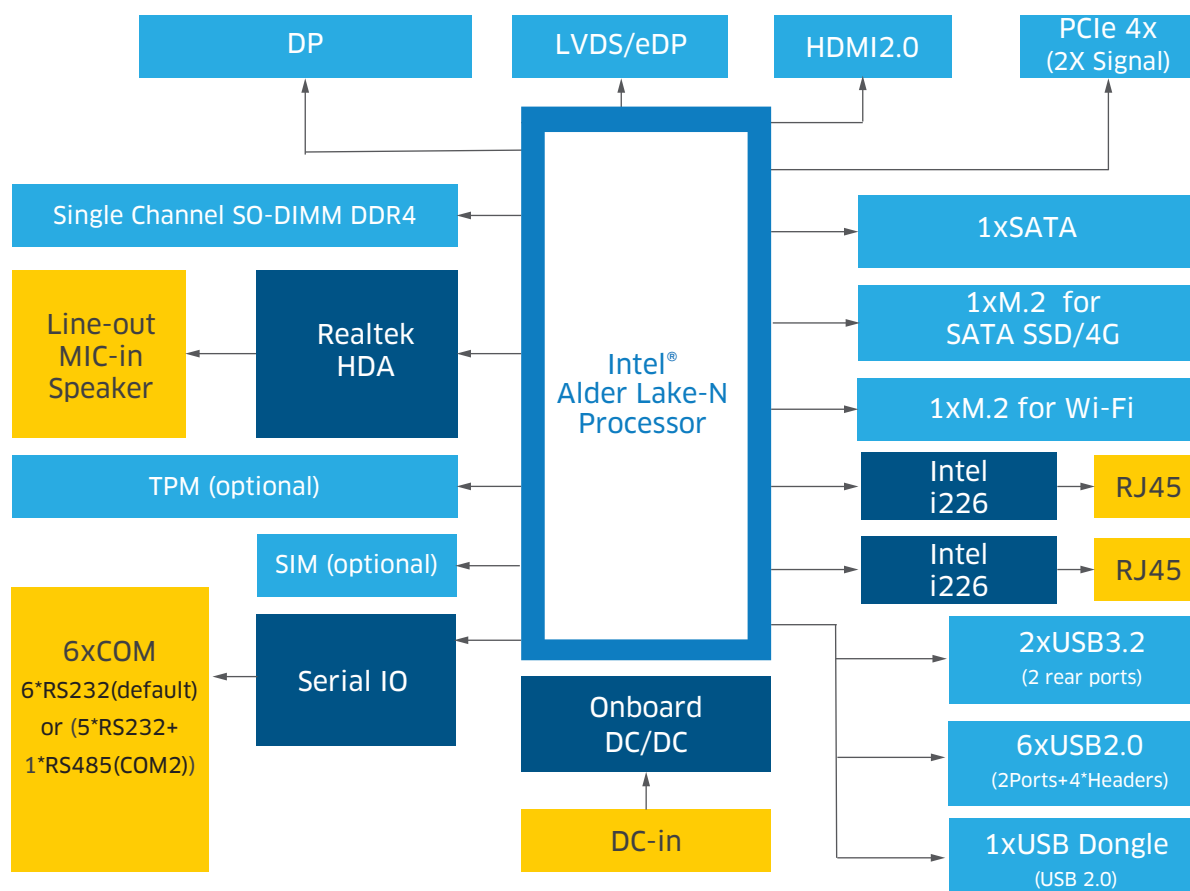 DP
LVDS/eDP
HDMI2.0
PCIe 4x
(2X Signal)
Single Channel SO-DIMM DDR4
1xSATA
Line-out
MIC-in
Speaker
Realtek
HDA
Intel®
Alder Lake-N
Processor
1xM.2 for
SATA SSD/4G
1xM.2 for Wi-Fi
TPM (optional)
Intel
i226
RJ45
SIM (optional)
Intel
i226
RJ45
6xCOM
6*RS232(default)
or (5*RS232+
1*RS485(COM2))
Serial IO
Onboard
DC/DC
DC-in
2xUSB3.2
(2 rear ports)
6xUSB2.0
(2Ports+4*Headers)
1xUSB Dongle
(USB 2.0)